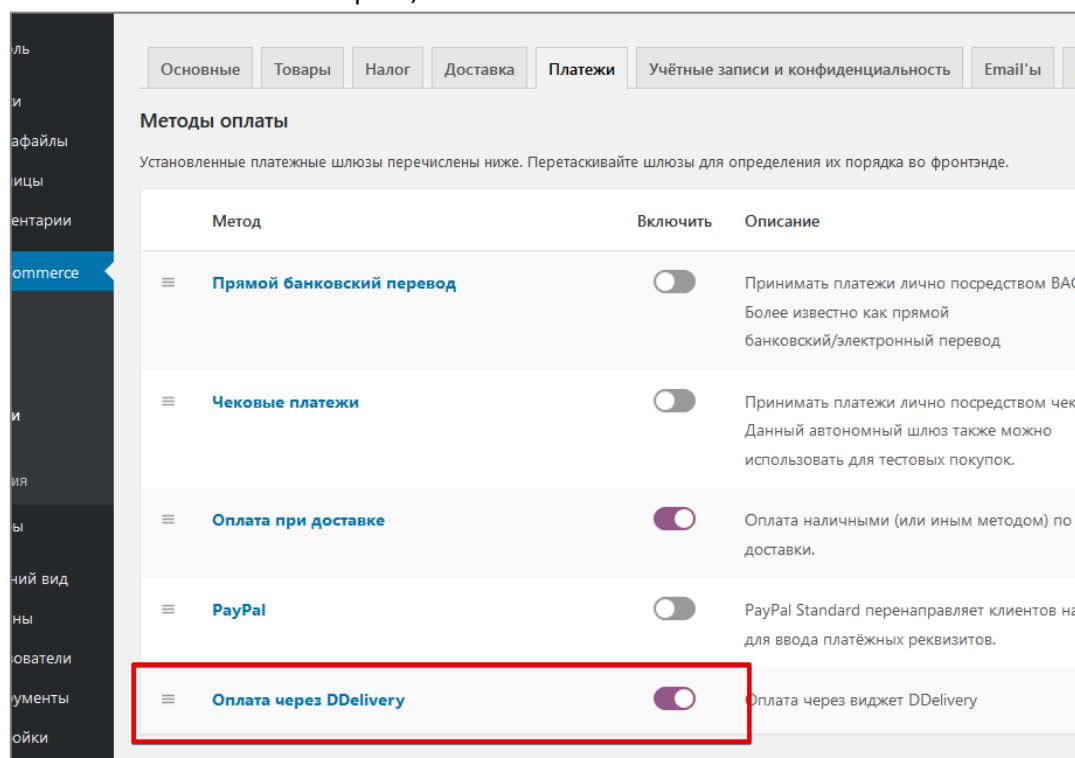 Основные Товары Налог Доставка Платежи Учётные записи и конфиденциальность Email'ы
Методы оплаты
Установленные платежные шлюзы перечислены ниже. Перетаскивайте шлюзы для определения их порядка во фронтэнде.
Метод Включить Описание
Прямой банковский перевод
Принимать платежи лично посредством BAC
Более известно как прямой
банковский/электронный перевод
Чековые платежи
Принимать платежи лично посредством чек
Данный автономный шлюз также можно
использовать для тестовых покупок.
Оплата при доставке
Оплата наличными (или иным методом) по
доставки.
PayPal
PayPal Standard перенаправляет клиентов на
для ввода платёжных реквизитов.
Оплата через DDelivery
Оплата через виджет DDelivery
ль
и
афайлы
ицы
ентарии
ommerce
и
ия
ы
ний вид
ны
ователи
ументы
ойки